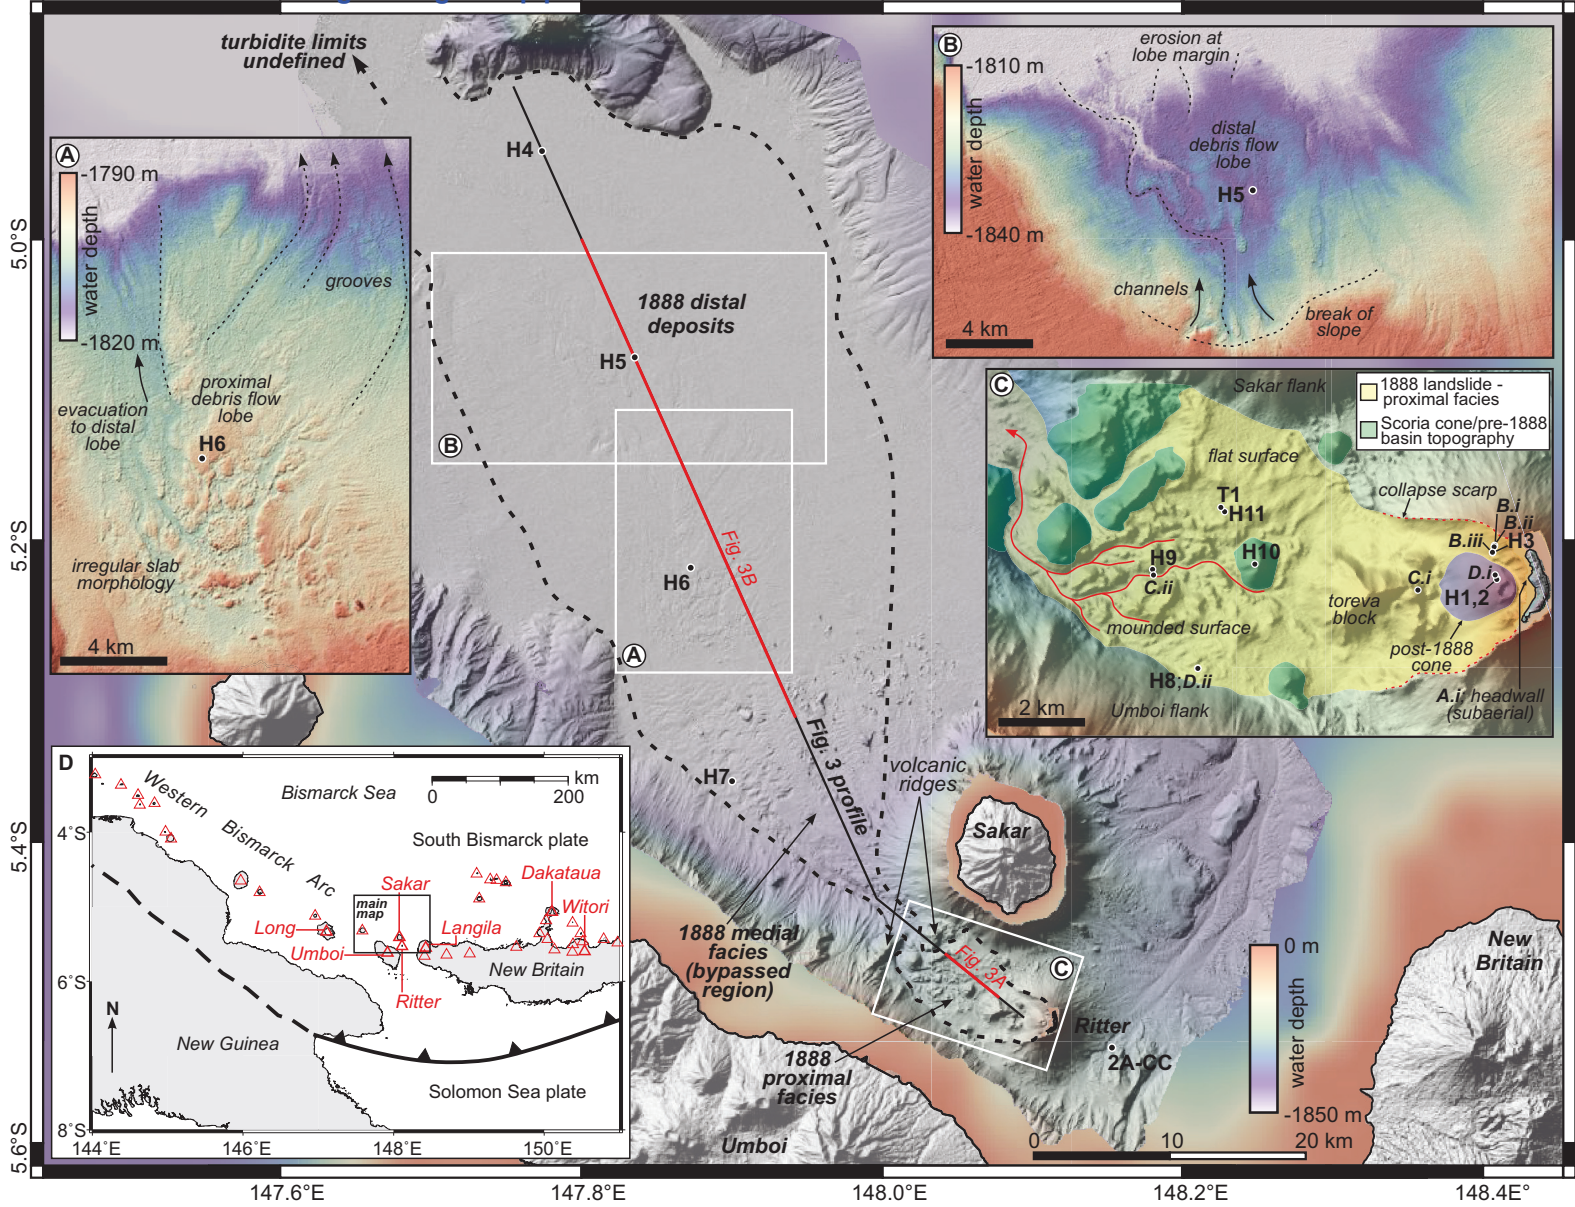 turbidite limits
undefined
H4
5.0°S
1888 distal
deposits
H5
B
Fig. 3B
5.2°S
H6
A
Fig. 3 profile
H7
volcanic
ridges
Sakar
5.4°S
1888 medial
facies
(bypassed
region)
Fig. 3A
C
Ritter
2A-CC
1888
proximal
facies
Umboi
New
Britain
0 m
water depth
-1850 m
0 10 20 km
5.6°S
147.6°E
147.8°E
148.0°E
148.2°E
148.4°E
A
-1790 m
water depth
-1820 m
grooves
proximal
debris flow
lobe
evacuation
to distal
lobe
H6
irregular slab
morphology
4 km
B
-1810 m
water depth
-1840 m
erosion at
lobe margin
distal
debris flow
lobe
H5
channels
break of
slope
4 km
C
Sakar flank
1888 landslide -
proximal facies
Scoria cone/pre-1888
basin topography
flat surface
collapse scarp
T1
H11
B.i
B.ii
B.iii
H3
H9
H10
C.ii
C.i
D.i
H1,2
toreva
block
mounded surface
post-1888
cone
H8;D.ii
A.i; headwall
(subaerial)
2 km
Umboi flank
D
Western
Bismarck
Arc
Bismarck Sea
km
0 200
4°S
South Bismarck plate
Dakataua
Sakar
main
map
Witori
Long
Langila
Umboi
New Britain
6°S
Ritter
N
New Guinea
Solomon Sea plate
8°S
144°E
146°E
148°E
150°E